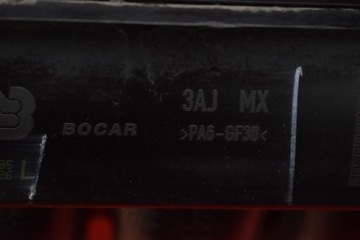 3AJ MX
BOCAR >PA6-GF30<
L